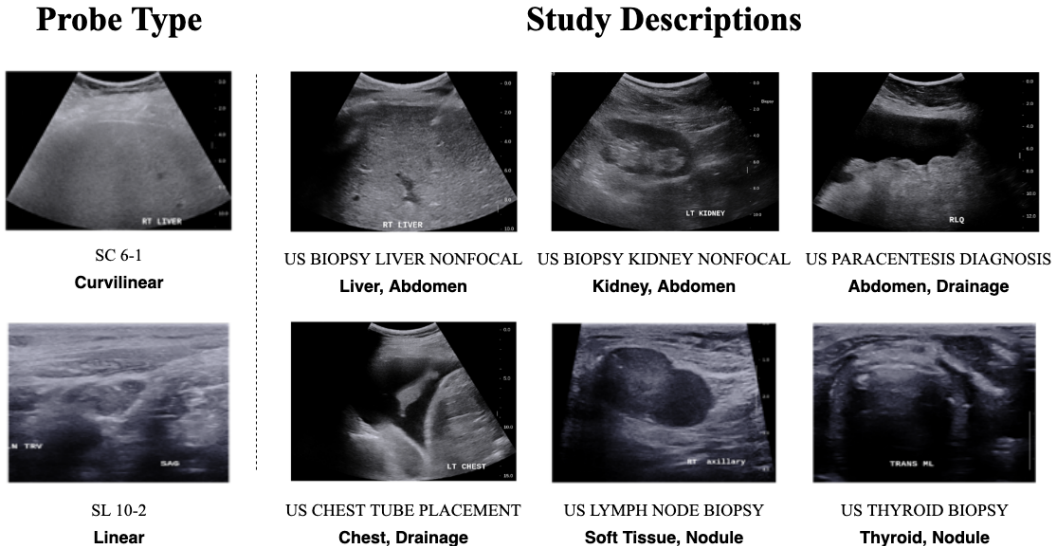 Probe Type
Study Descriptions
RT LIVER
SC 6-1
Curvilinear
RT LIVER
US BIOPSY LIVER NONFOCAL
Liver, Abdomen
LT KIDNEY
US BIOPSY KIDNEY NONFOCAL
Kidney, Abdomen
RLQ
US PARACENTESIS DIAGNOSIS
Abdomen, Drainage
N TRV
SAG
SL 10-2
Linear
LT CHEST
US CHEST TUBE PLACEMENT
Chest, Drainage
RT axillary
US LYMPH NODE BIOPSY
Soft Tissue, Nodule
TRANS ML
US THYROID BIOPSY
Thyroid, Nodule